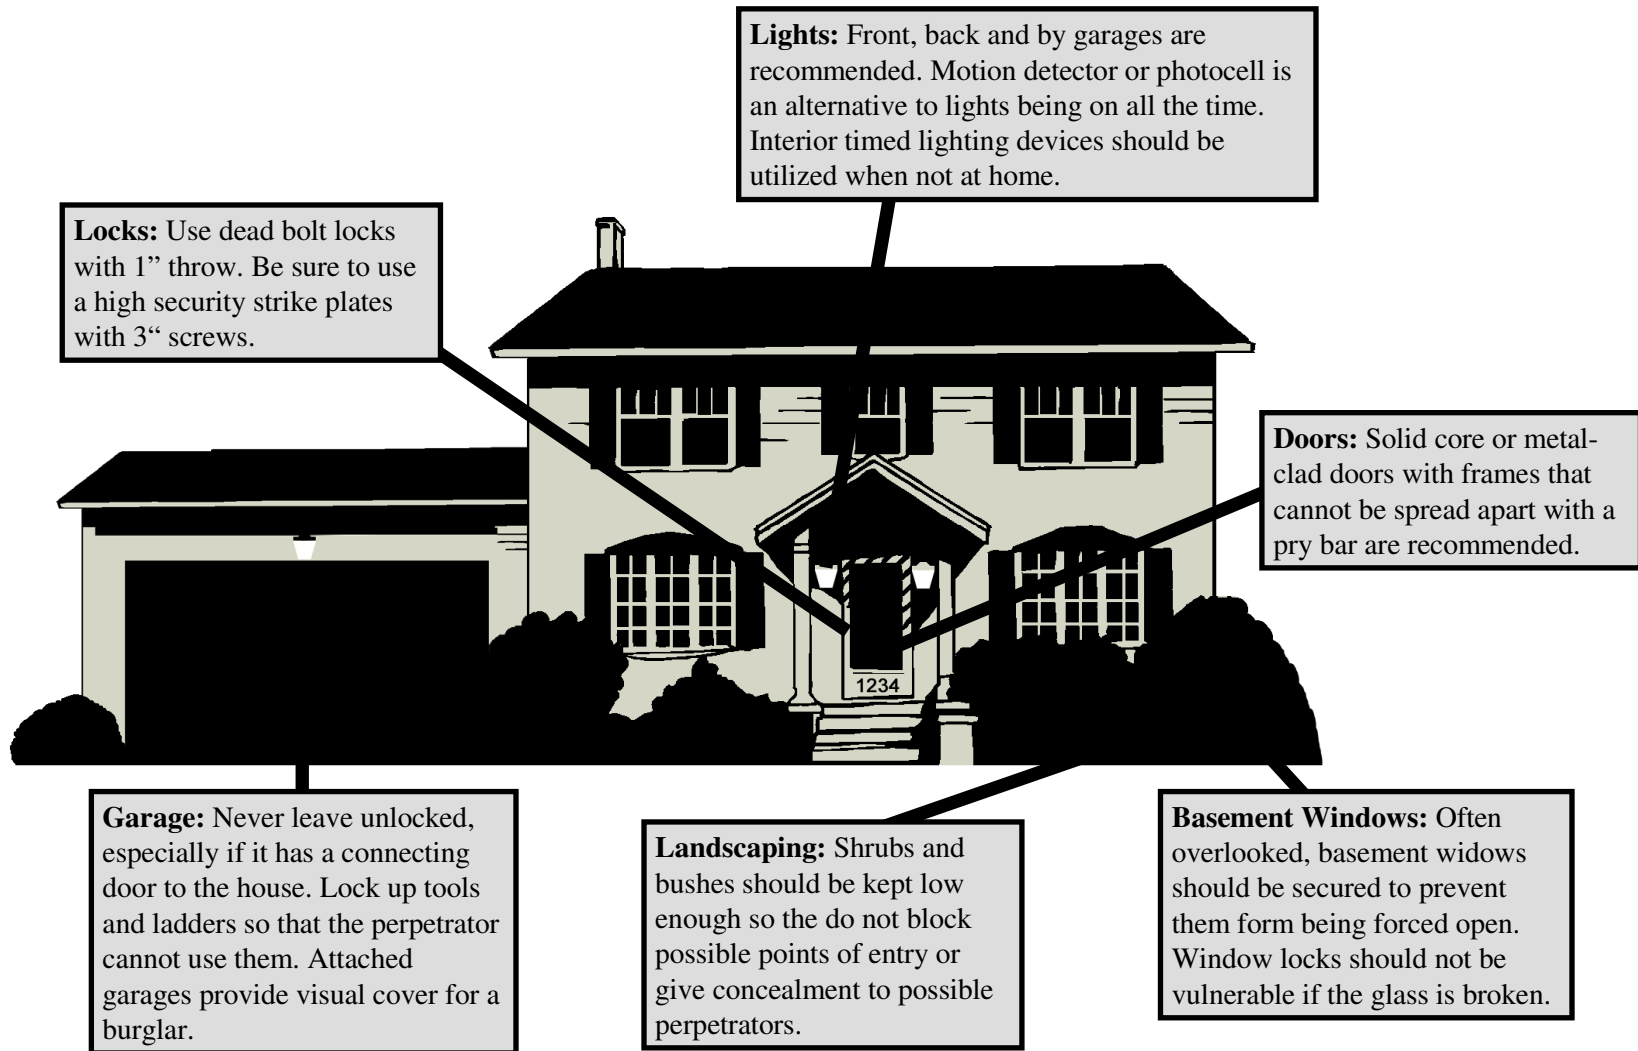 Lights: Front, back and by garages are
recommended. Motion detector or photocell is
an alternative to lights being on all the time.
Interior timed lighting devices should be
utilized when not at home.
Locks: Use dead bolt locks
with 1” throw. Be sure to use
a high security strike plates
with 3“ screws.
Doors: Solid core or metal-
clad doors with frames that
cannot be spread apart with a
pry bar are recommended.
1234
Garage: Never leave unlocked,
especially if it has a connecting
door to the house. Lock up tools
and ladders so that the perpetrator
cannot use them. Attached
garages provide visual cover for a
burglar.
Landscaping: Shrubs and
bushes should be kept low
enough so the do not block
possible points of entry or
give concealment to possible
perpetrators.
Basement Windows: Often
overlooked, basement widows
should be secured to prevent
them form being forced open.
Window locks should not be
vulnerable if the glass is broken.